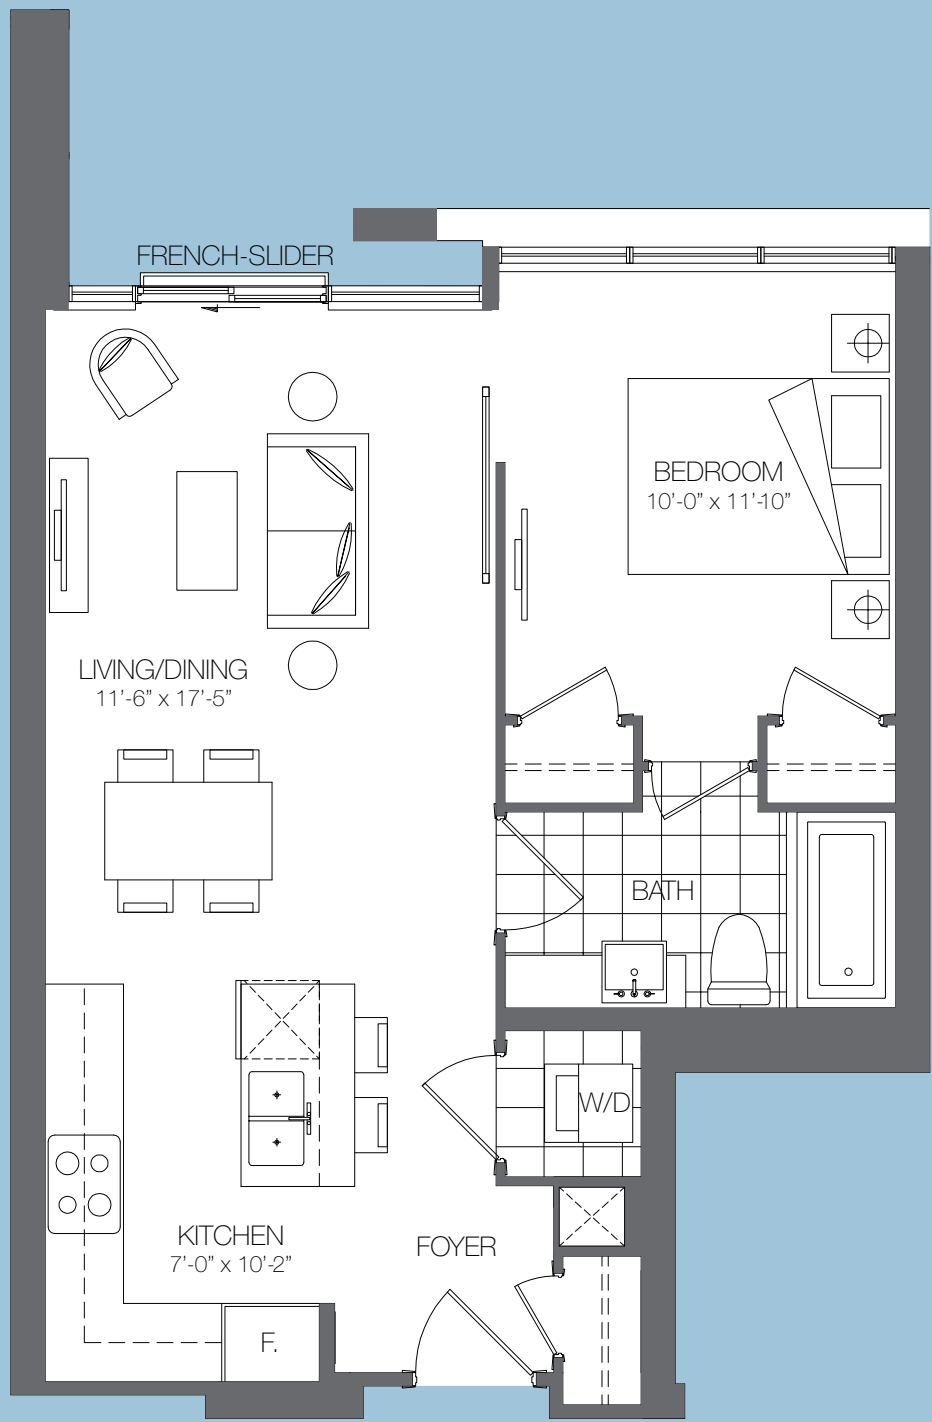 FRENCH-SLIDER
BEDROOM
10'-0" x 11'-10"
LIVING/DINING
11'-6" x 17'-5"
BATH
W/D
KITCHEN
7'-0" x 10'-2"
FOYER
F.